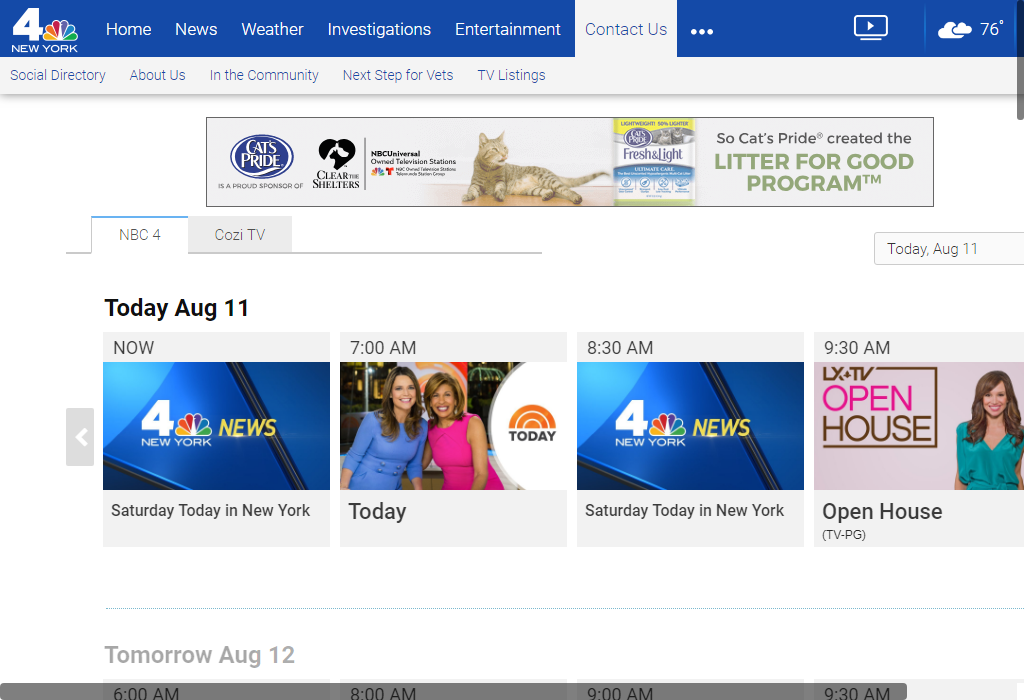 4
NEW YORK
Home
News
Weather
Investigations
Entertainment
Contact Us
76°
Social Directory
About Us
In the Community
Next Step for Vets
TV Listings
CAT'S PRIDE
IS A PROUD SPONSOR OF
CLEAR THE SHELTERS
NBCUniversal
Owned Television Stations
NBC Owned Television Stations
Telemundo Station Group
LIGHTWEIGHT! 50% LIGHTER
CAT'S PRIDE
Fresh&Light
ULTIMATE CARE
So Cat's Pride® created the
LITTER FOR GOOD
PROGRAM™
NBC 4
Cozi TV
Today, Aug 11
Today Aug 11
NOW
7:00 AM
8:30 AM
9:30 AM
4 NEWS
NEW YORK
TODAY
4 NEWS
NEW YORK
LX+TV
OPEN
HOUSE
Saturday Today in New York
Today
Saturday Today in New York
Open House
(TV-PG)
Tomorrow Aug 12
6:00 AM
8:00 AM
9:00 AM
9:30 AM